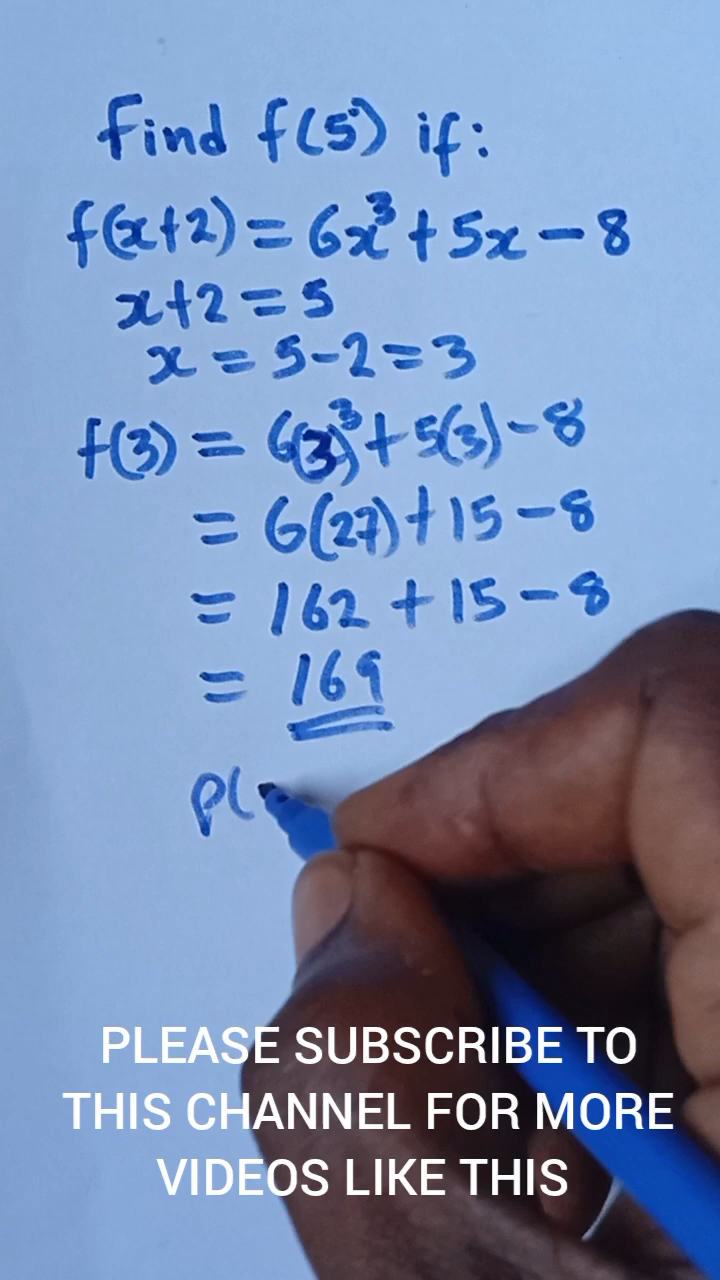 Find f(5) if:
f(x+2) = 6x³ + 5x - 8
x+2 = 5
x = 5-2 = 3
f(3) = 6(3)³ + 5(3) - 8
= 6(27) + 15 - 8
= 162 + 15 - 8
= 169
P(
PLEASE SUBSCRIBE TO
THIS CHANNEL FOR MORE
VIDEOS LIKE THIS